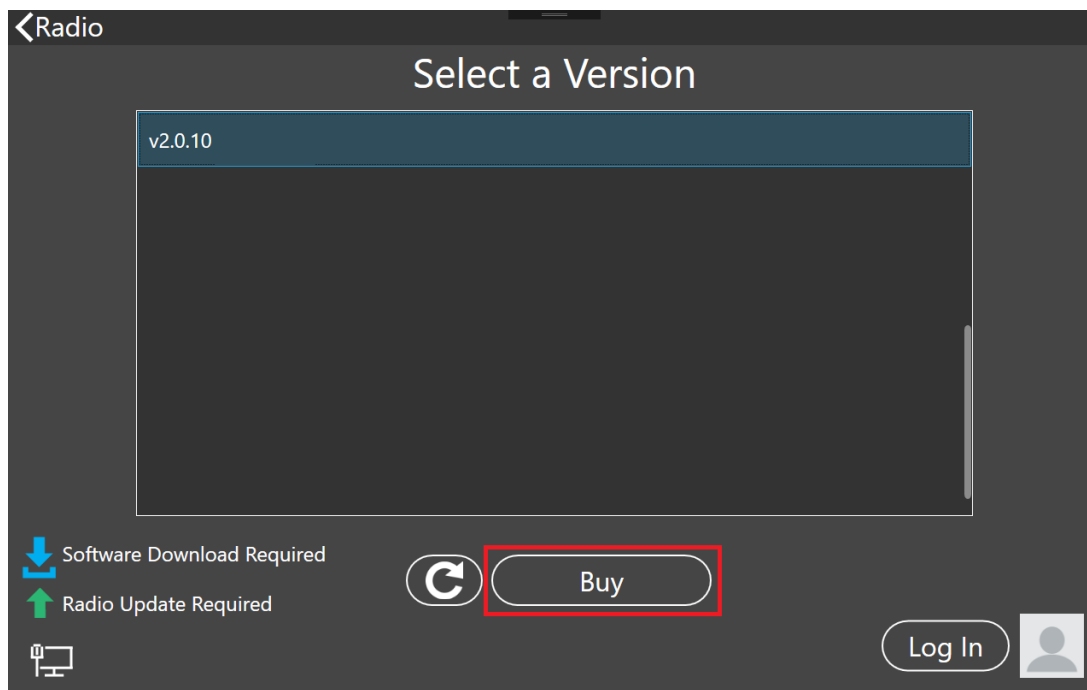 Radio
Select a Version
v2.0.10
Software Download Required
Radio Update Required
Buy
Log In